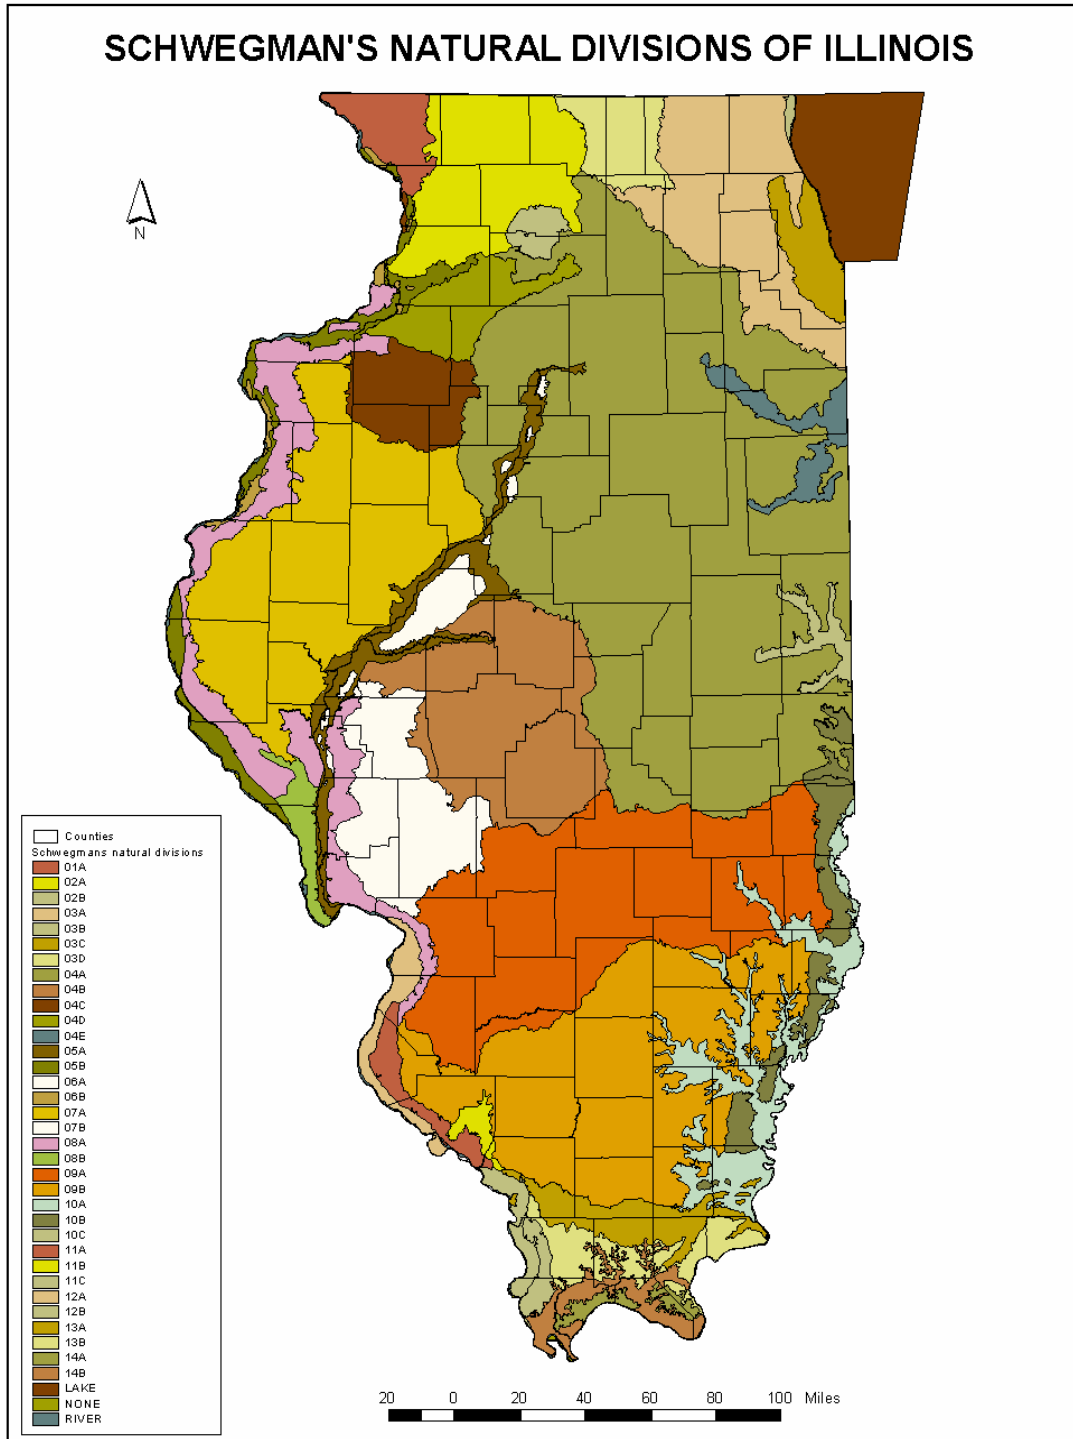 SCHWEGMAN'S NATURAL DIVISIONS OF ILLINOIS
N
Counties
Schwegmans natural divisions
01A
02A
02B
03A
03B
03C
03D
04A
04B
04C
04D
04E
05A
05B
06A
06B
07A
07B
08A
08B
09A
09B
10A
10B
10C
11A
11B
11C
12A
12B
13A
13B
14A
14B
LAKE
NONE
RIVER
20 0 20 40 60 80 100 Miles